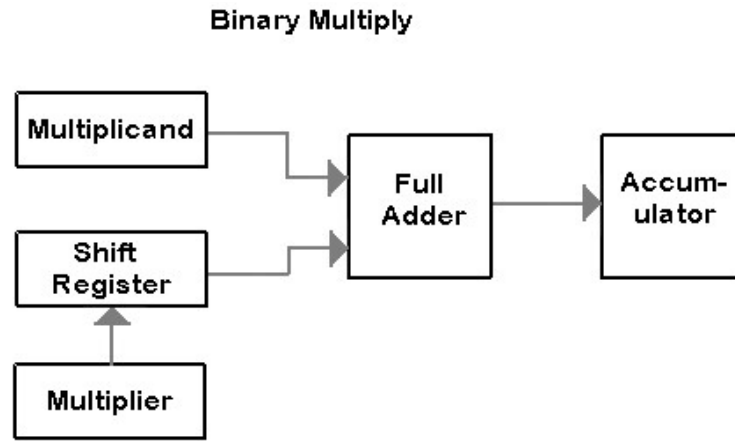 Binary Multiply
Multiplicand
Full
Adder
Accum-
ulator
Shift
Register
Multiplier